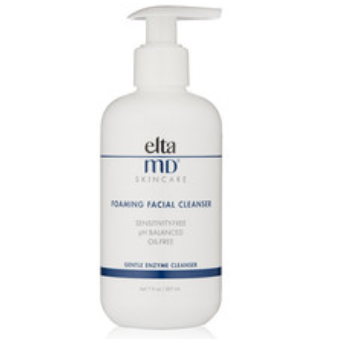 elta
MD®
SKINCARE
FOAMING FACIAL CLEANSER
SENSITIVITY-FREE
pH BALANCED
OIL-FREE
GENTLE ENZYME CLEANSER